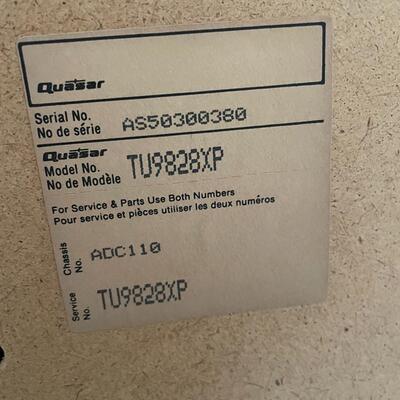 Quasar
Serial No.
No de série AS50300380
Quasar
Model No. TU9828XP
No de Modèle
For Service & Parts Use Both Numbers
Pour service et pièces utiliser les deux numéros
Chassis No. ADC110
Service No. TU9828XP